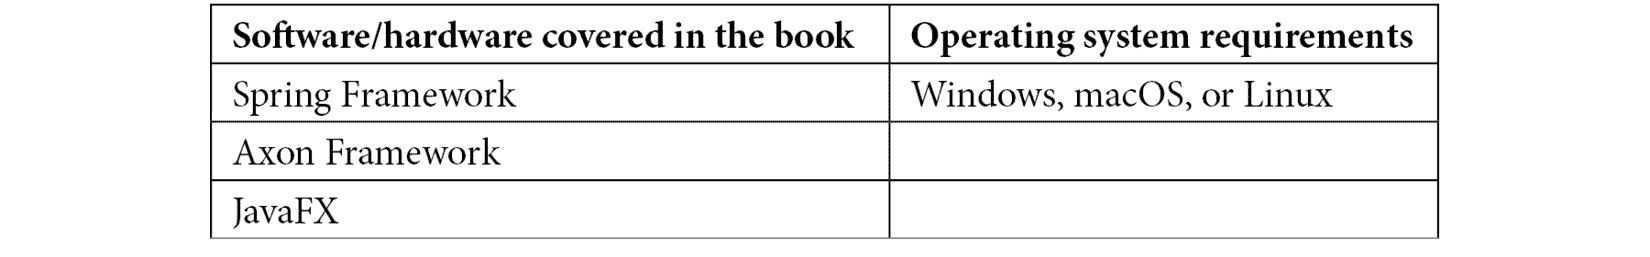 Software/hardware covered in the book Operating system requirements
Spring Framework Windows, macOS, or Linux
Axon Framework
JavaFX